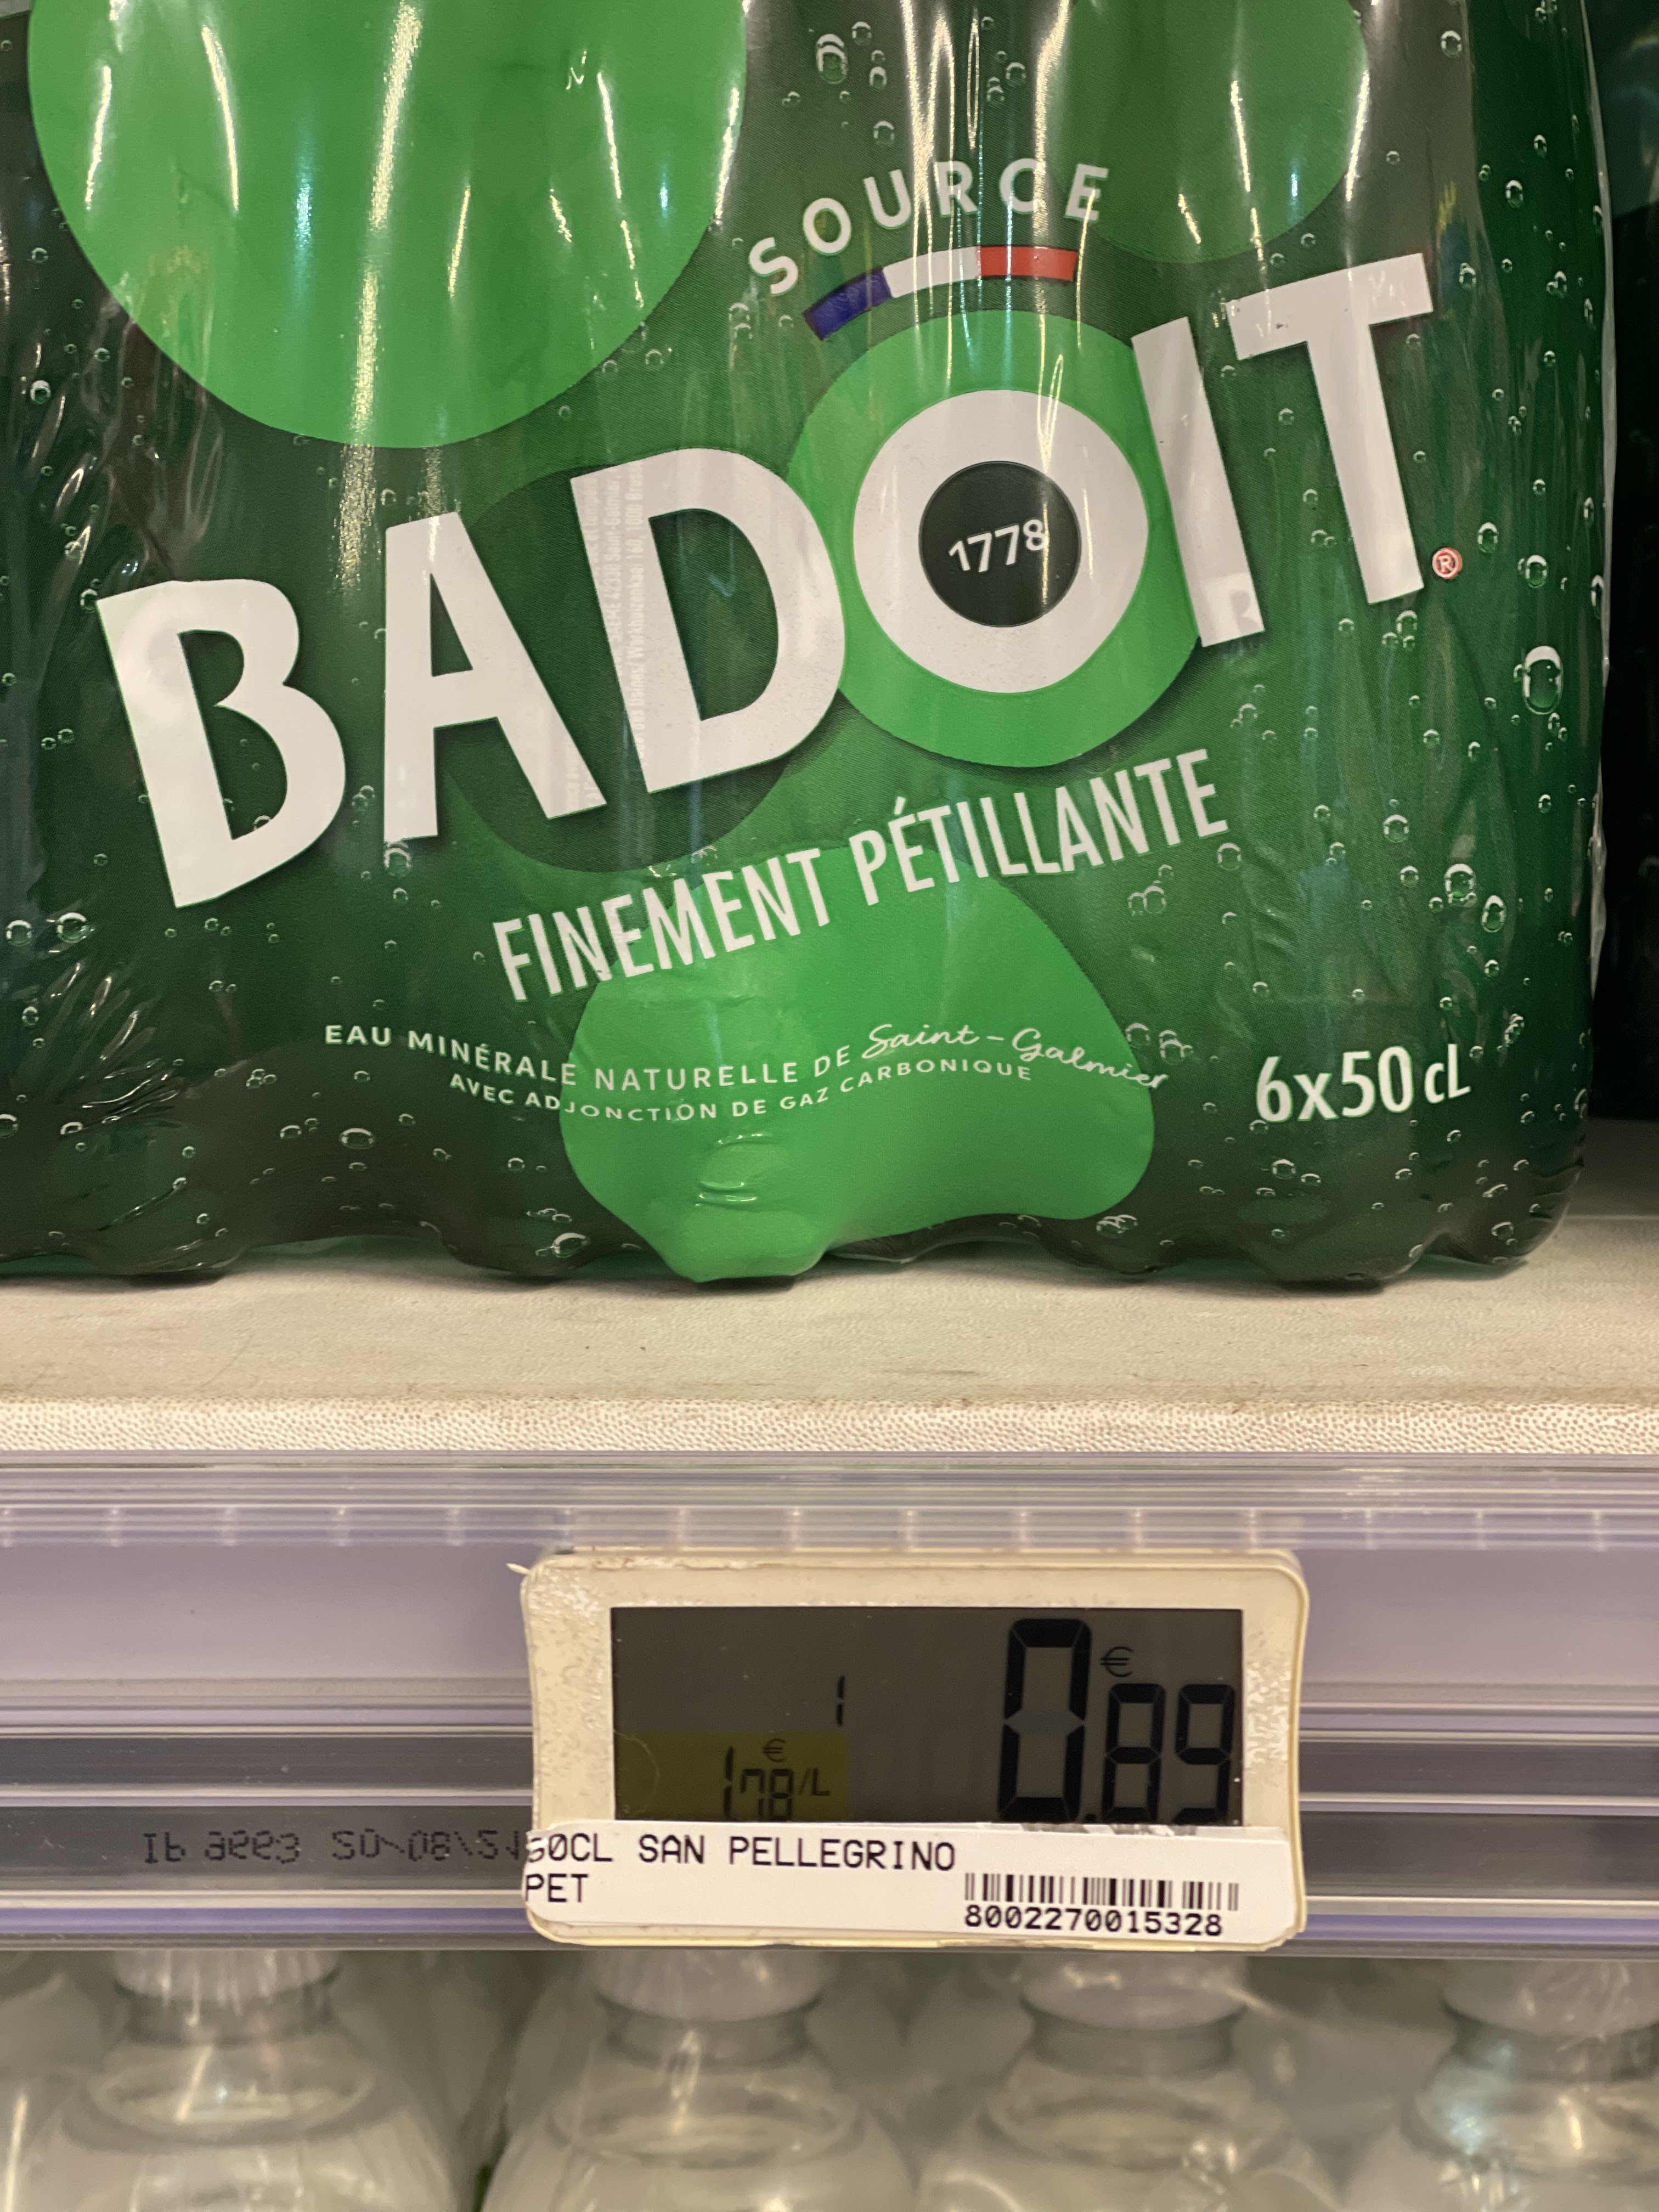 SOURCE
BADOIT®
1778
FINEMENT PÉTILLANTE
EAU MINÉRALE NATURELLE DE Saint-Galmier
AVEC ADJONCTION DE GAZ CARBONIQUE
6x50cL
1
0,89 €
1,78 €/L
50CL SAN PELLEGRINO
PET
8002270015328